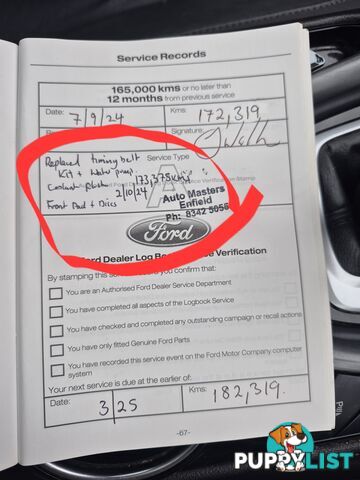 Service Records
165,000 kms or no later than
12 months from previous service
Date: 7/9/24 Kms: 172,319
Signature:
Replaced timing belt Service Type
Kit + Water pump. A
Coolant flush 173,375kms
2/10/24
Front Pad + Discs
Auto Masters
Enfield
Ph: 8342 5055
Ford
Ford Dealer Log Book Service Verification
By stamping this service you confirm that:
You are an Authorised Ford Dealer Service Department
You have completed all aspects of the Logbook Service
You have checked and completed any outstanding campaign or recall actions
You have only fitted Genuine Ford Parts
You have recorded this service event on the Ford Motor Company computer
system
Your next service is due at the earlier of:
Date: 3/25 Kms: 182,319.
-67-
PUPPYLIST